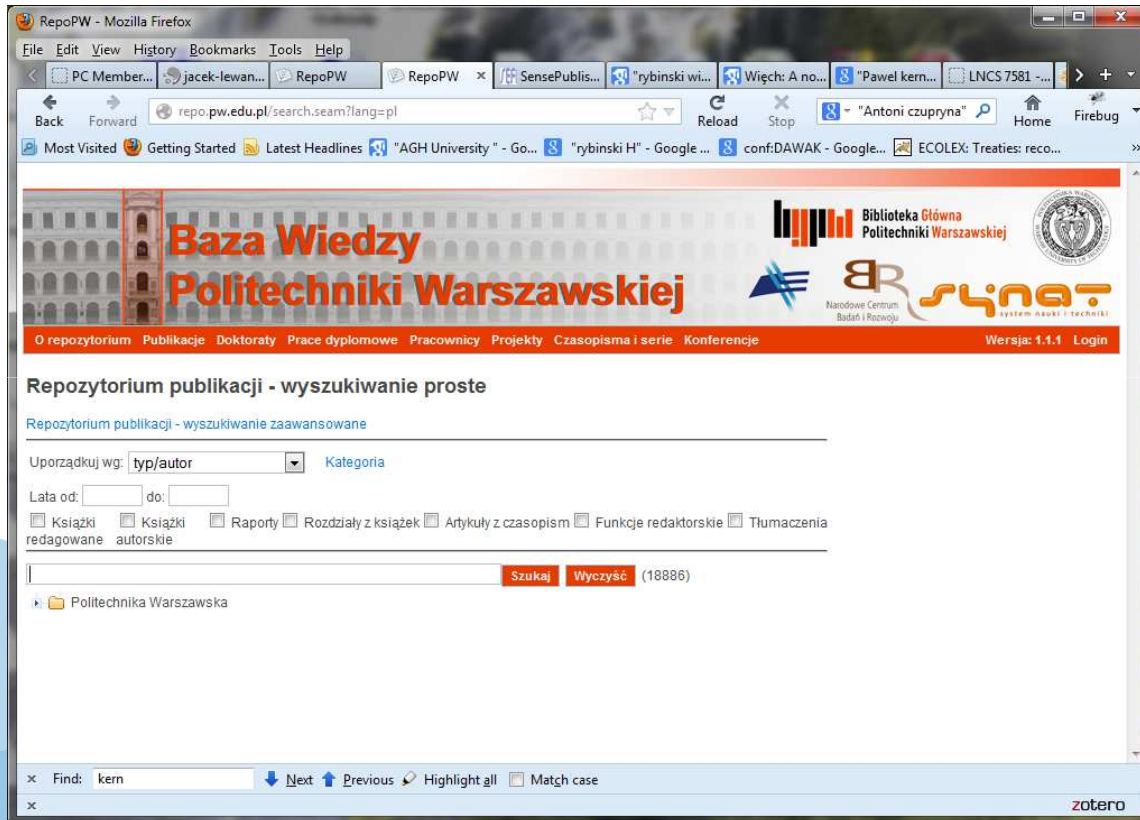 RepoPW - Mozilla Firefox
File Edit View History Bookmarks Tools Help
PC Member... jacek-lewan... RepoPW RepoPW × SensePublis... "rybinski wi... Więch: A no... "Pawel kern... LNCS 7581 -...
Back Forward repo.pw.edu.pl/search.seam?lang=pl Reload Stop "Antoni czupryna" Home Firebug
Most Visited Getting Started Latest Headlines "AGH University " - Go... "rybinski H" - Google ... conf:DAWAK - Google... ECOLEX: Treaties: reco... »
Baza Wiedzy
Politechniki Warszawskiej
Biblioteka Główna
Politechniki Warszawskiej
BR
Narodowe Centrum
Badań i Rozwoju
synat
system nauki i techniki
O repozytorium Publikacje Doktoraty Prace dyplomowe Pracownicy Projekty Czasopisma i serie Konferencje Wersja: 1.1.1 Login
Repozytorium publikacji - wyszukiwanie proste
Repozytorium publikacji - wyszukiwanie zaawansowane
Uporządkuj wg: typ/autor Kategoria
Lata od: do:
Książki Książki Raporty Rozdziały z książek Artykuły z czasopism Funkcje redaktorskie Tłumaczenia
redagowane autorskie
Szukaj Wyczyść (18886)
Politechnika Warszawska
× Find: kern Next Previous Highlight all Match case
× zotero